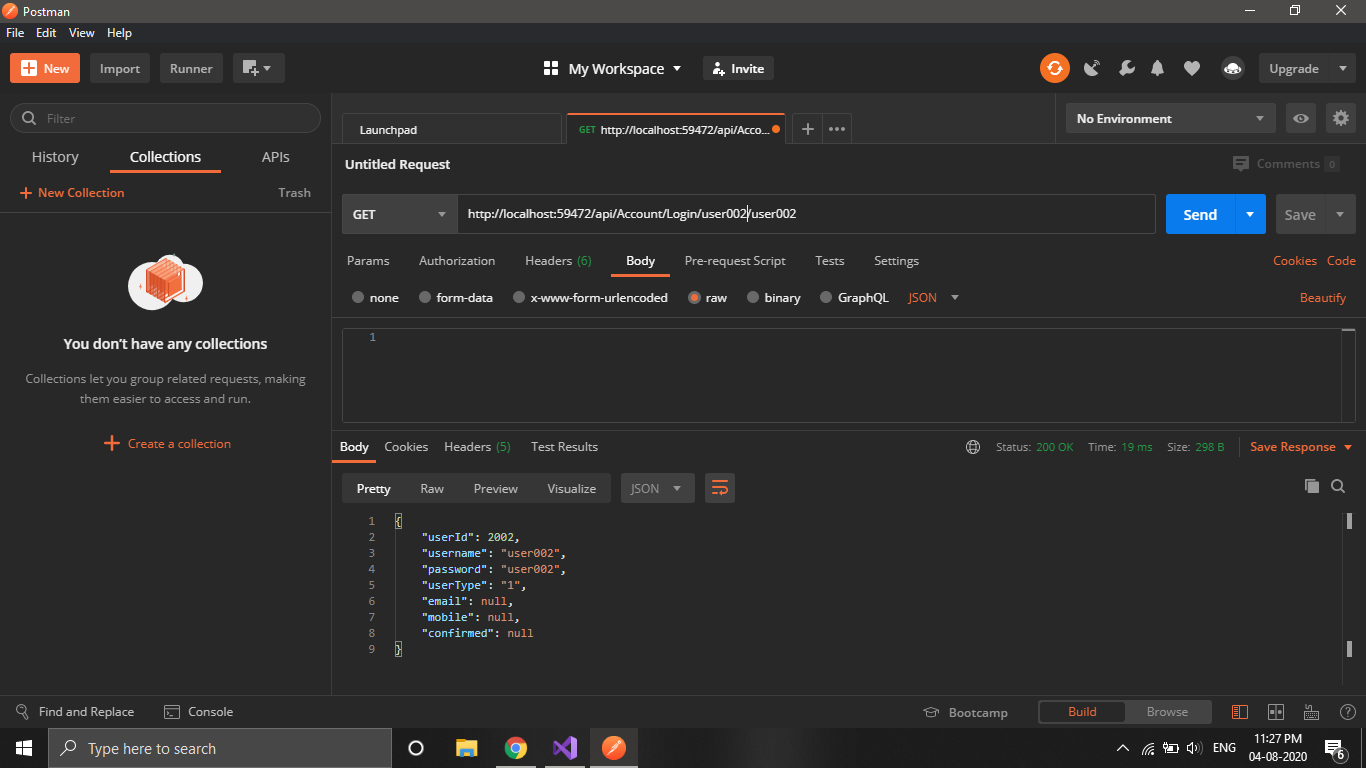 Postman
File Edit View Help
New Import Runner My Workspace Invite Upgrade
Filter
History Collections APIs
New Collection Trash
You don't have any collections
Collections let you group related requests, making
them easier to access and run.
Create a collection
Launchpad GET http://localhost:59472/api/Acco... No Environment
Untitled Request Comments 0
GET http://localhost:59472/api/Account/Login/user002/user002 Send Save
Params Authorization Headers (6) Body Pre-request Script Tests Settings Cookies Code
none form-data x-www-form-urlencoded raw binary GraphQL JSON Beautify
1
Body Cookies Headers (5) Test Results Status: 200 OK Time: 19 ms Size: 298 B Save Response
Pretty Raw Preview Visualize JSON
1 {
2 "userId": 2002,
3 "username": "user002",
4 "password": "user002",
5 "userType": "1",
6 "email": null,
7 "mobile": null,
8 "confirmed": null
9 }
Find and Replace Console Bootcamp Build Browse
Type here to search ENG 11:27 PM
04-08-2020 6